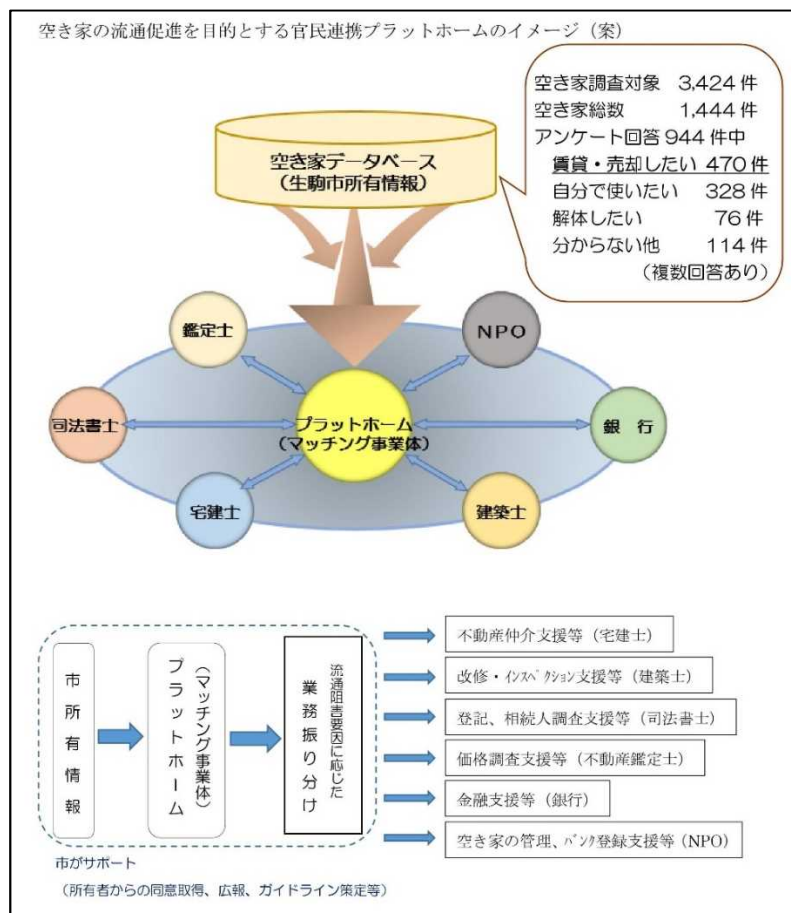 空き家の流通促進を目的とする官民連携プラットホームのイメージ（案）
空き家調査対象　3,424 件
空き家総数　1,444 件
アンケート回答 944 件中
賃貸・売却したい 470 件
自分で使いたい　328 件
解体したい　76 件
分からない他　114 件
（複数回答あり）
空き家データベース
（生駒市所有情報）
鑑定士
NPO
司法書士
プラットホーム
（マッチング事業体）
銀　行
宅建士
建築士
市所有情報
（マッチング事業体）
プラットホーム
流通阻害要因に応じた
業務振り分け
不動産仲介支援等（宅建士）
改修・インスペクション支援等（建築士）
登記、相続人調査支援等（司法書士）
価格調査支援等（不動産鑑定士）
金融支援等（銀行）
空き家の管理、バンク登録支援等（NPO）
市がサポート
（所有者からの同意取得、広報、ガイドライン策定等）